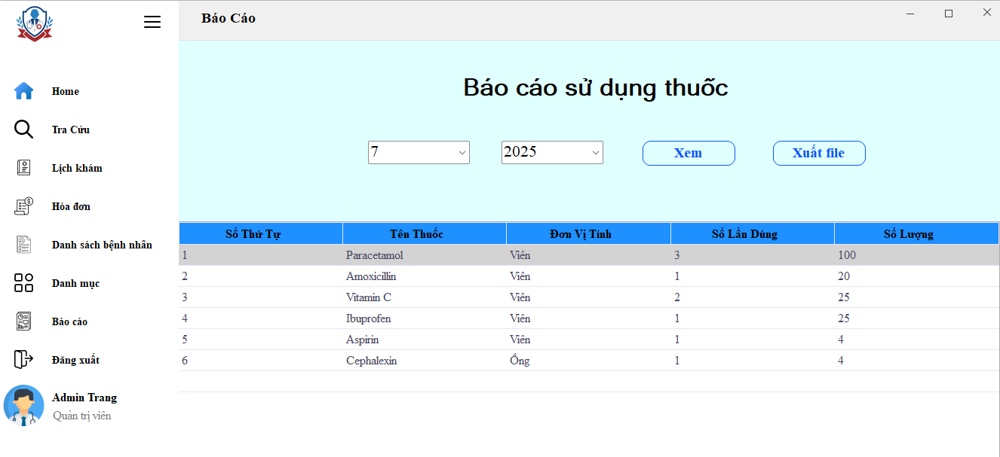 Báo Cáo
Home
Tra Cứu
Lịch khám
Hóa đơn
Danh sách bệnh nhân
Danh mục
Báo cáo
Đăng xuất
Admin Trang
Quản trị viên
Báo cáo sử dụng thuốc
7 2025 Xem Xuất file
Số Thứ Tự Tên Thuốc Đơn Vị Tính Số Lần Dùng Số Lượng
1 Paracetamol Viên 3 100
2 Amoxicillin Viên 1 20
3 Vitamin C Viên 2 25
4 Ibuprofen Viên 1 25
5 Aspirin Viên 1 4
6 Cephalexin Ống 1 4